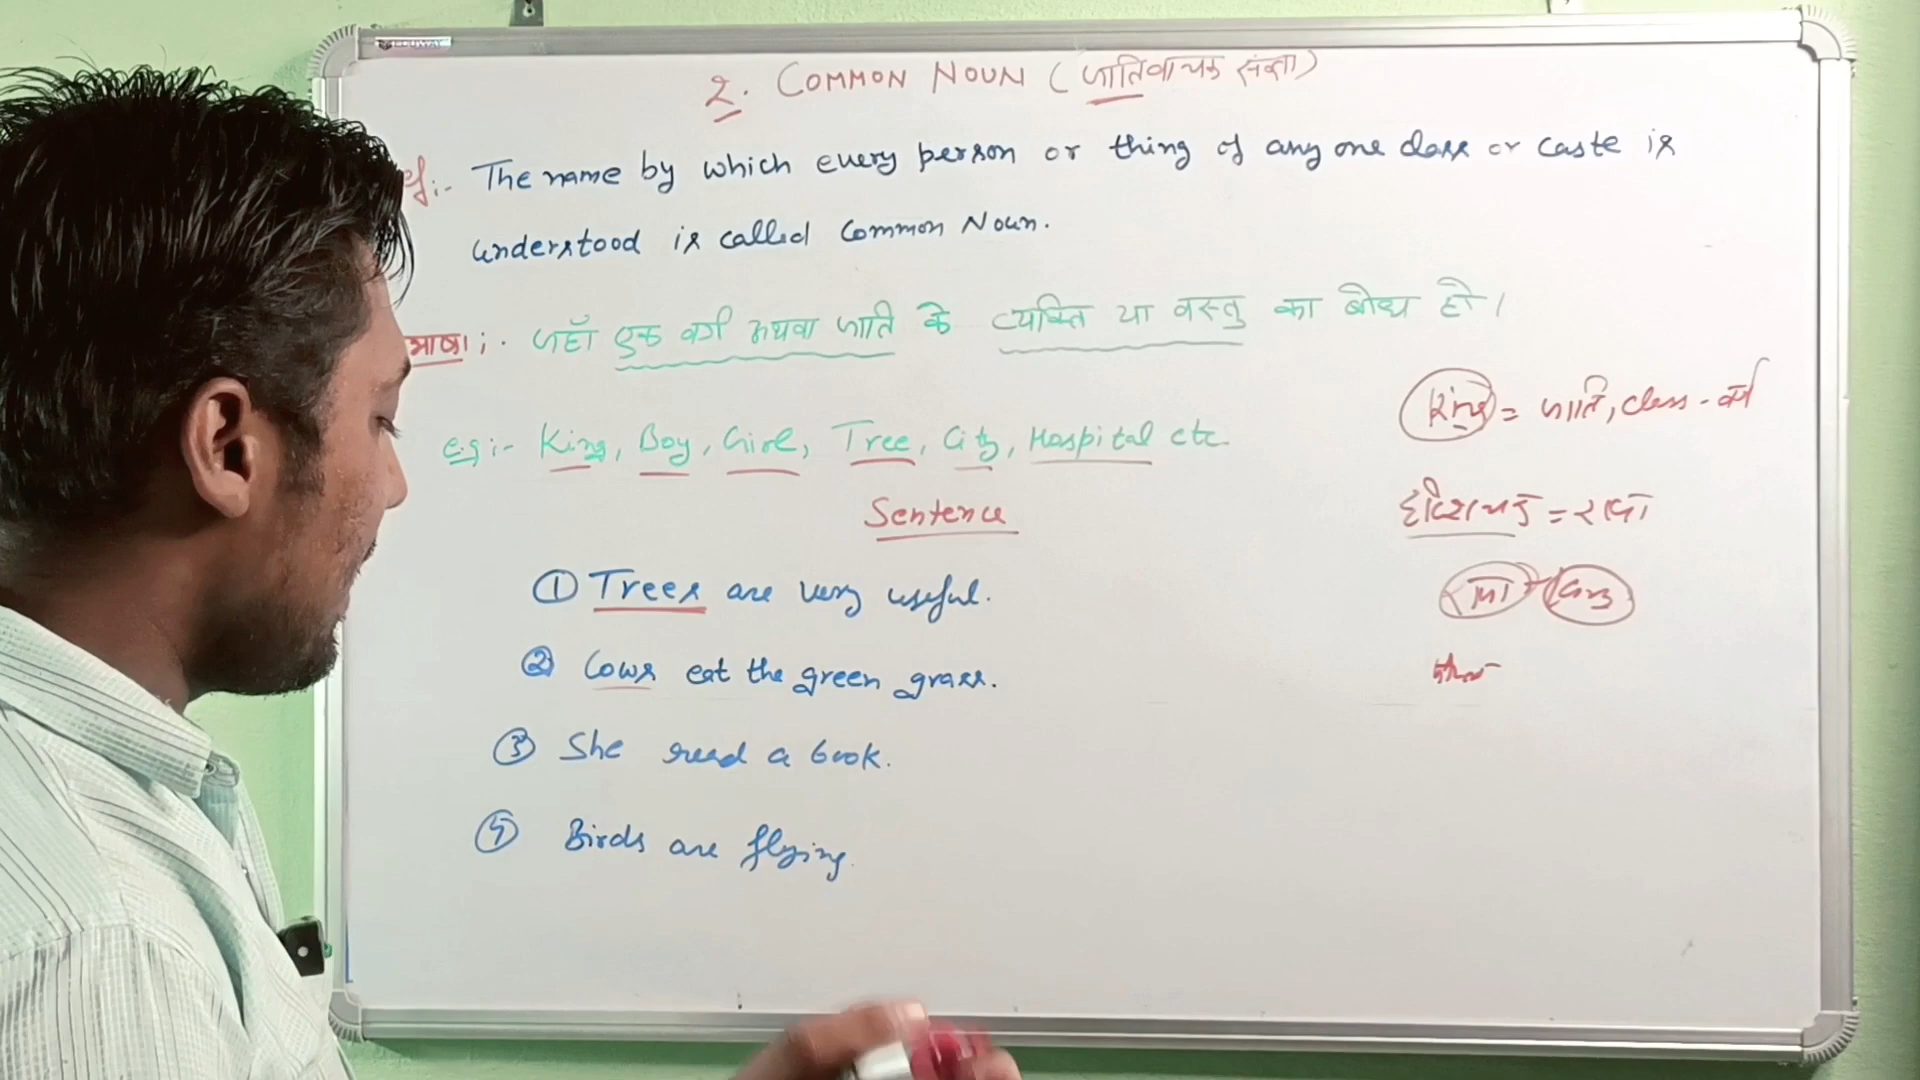 2. COMMON NOUN (जातिवाचक संज्ञा)
The name by which every person or thing of any one class or caste is
understood is called Common Noun.
भाषा :- जहाँ एक वर्ग अथवा जाति के व्यक्ति या वस्तु का बोध हो।
e.g :- King, Boy, Girl, Tree, City, Hospital etc.
King = जाति, class - वर्ग
Sentence
हरिशचन्द्र = राजा
① Trees are very useful.
राजा - King
② Cows eat the green grass.
③ She read a book.
④ Birds are flying.